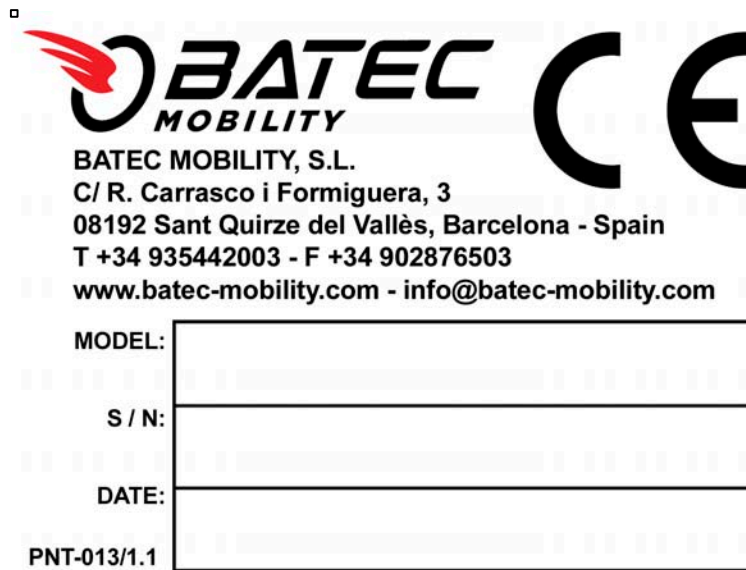 BATEC
MOBILITY
CE
BATEC MOBILITY, S.L.
C/ R. Carrasco i Formiguera, 3
08192 Sant Quirze del Vallès, Barcelona - Spain
T +34 935442003 - F +34 902876503
www.batec-mobility.com - info@batec-mobility.com
MODEL:
S / N:
DATE:
PNT-013/1.1